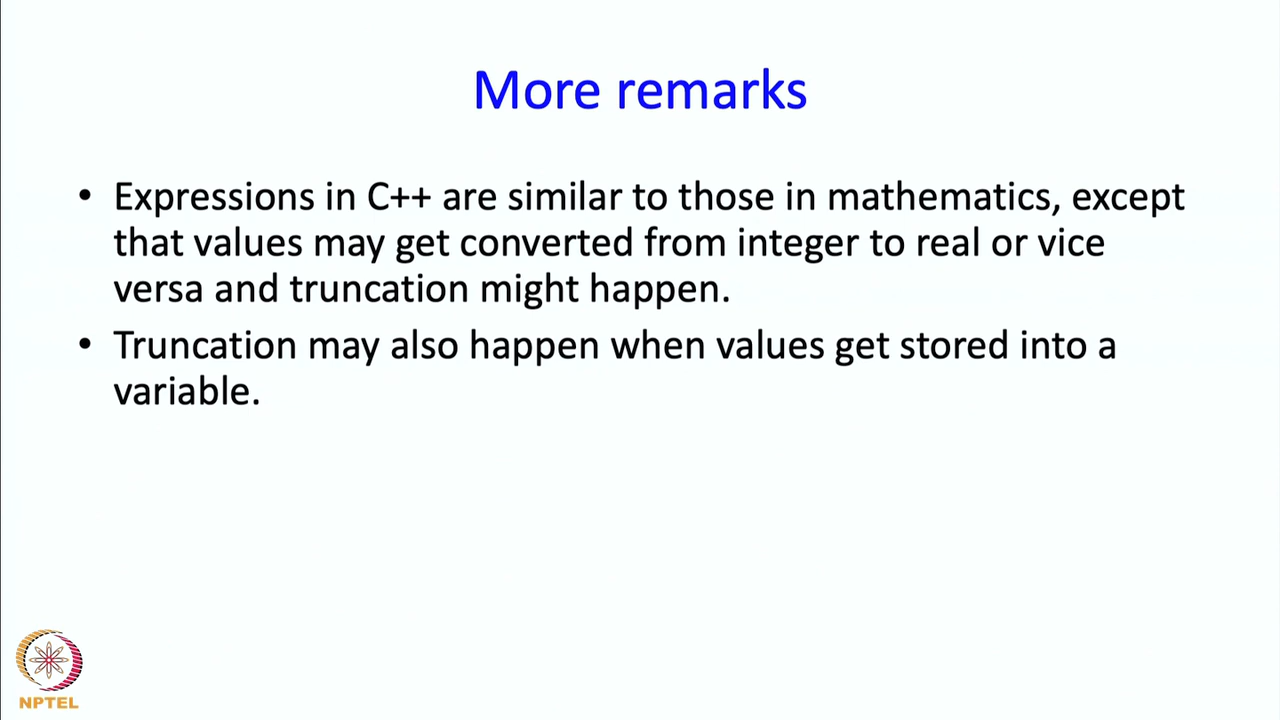 More remarks
• Expressions in C++ are similar to those in mathematics, except
that values may get converted from integer to real or vice
versa and truncation might happen.
• Truncation may also happen when values get stored into a
variable.
NPTEL